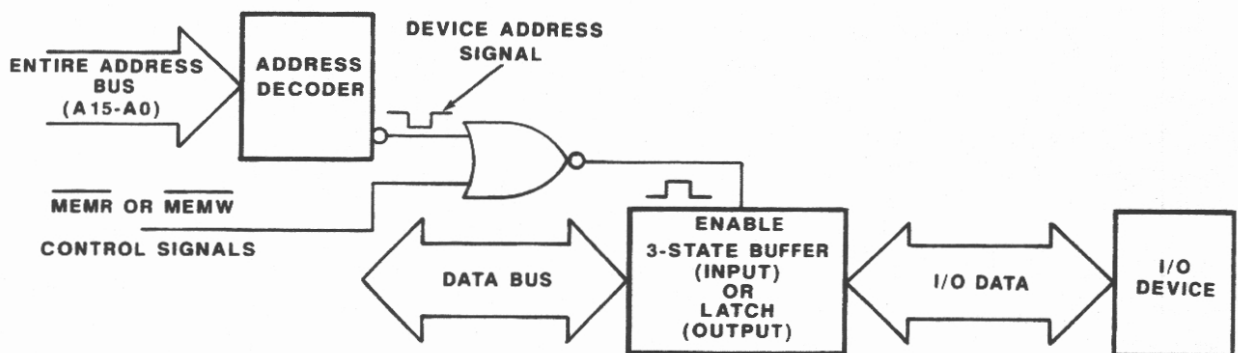 DEVICE ADDRESS
SIGNAL
ENTIRE ADDRESS
BUS
(A15-A0)
ADDRESS
DECODER
MEMR OR MEMW
CONTROL SIGNALS
DATA BUS
ENABLE
3-STATE BUFFER
(INPUT)
OR
LATCH
(OUTPUT)
I/O DATA
I/O
DEVICE